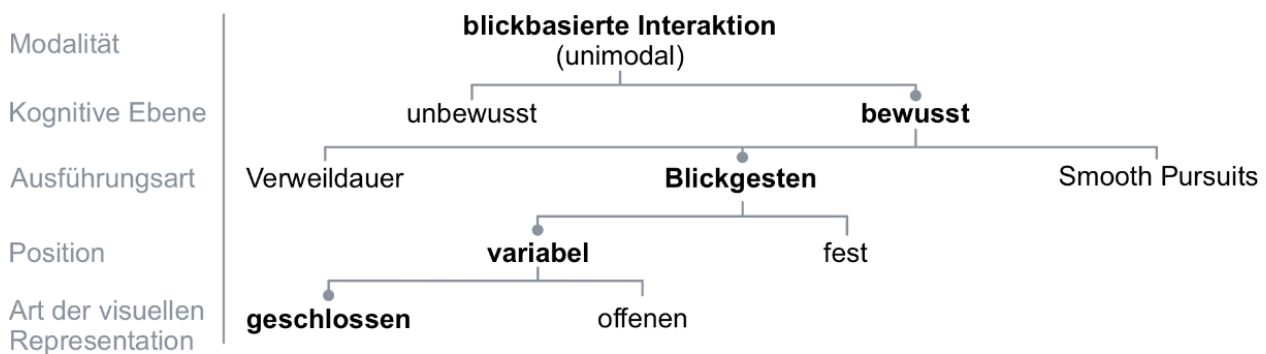 Modalität
blickbasierte Interaktion
(unimodal)
Kognitive Ebene
unbewusst
bewusst
Ausführungsart
Verweildauer
Blickgesten
Smooth Pursuits
Position
variabel
fest
Art der visuellen
Representation
geschlossen
offenen